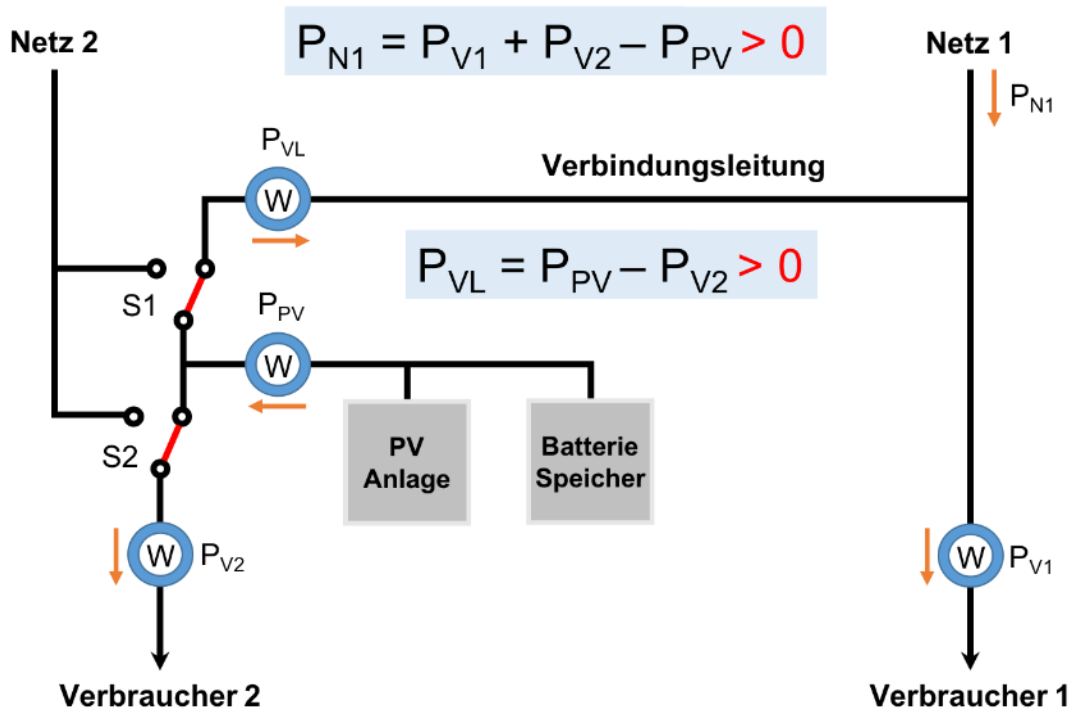 Netz 2
P_N1 = P_V1 + P_V2 – P_PV > 0
Netz 1
P_N1
P_VL
Verbindungsleitung
W
P_VL = P_PV – P_V2 > 0
S1
P_PV
W
S2
PV
Anlage
Batterie
Speicher
W
P_V2
W
P_V1
Verbraucher 2
Verbraucher 1